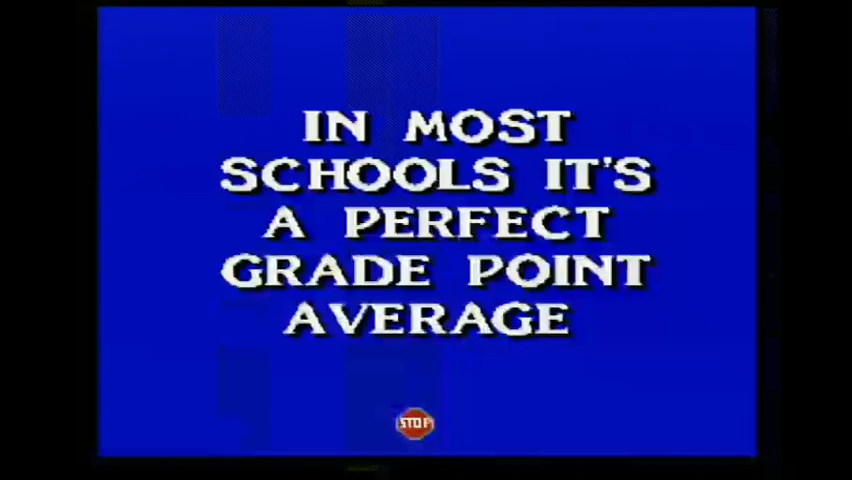 IN MOST
SCHOOLS IT'S
A PERFECT
GRADE POINT
AVERAGE
STOP